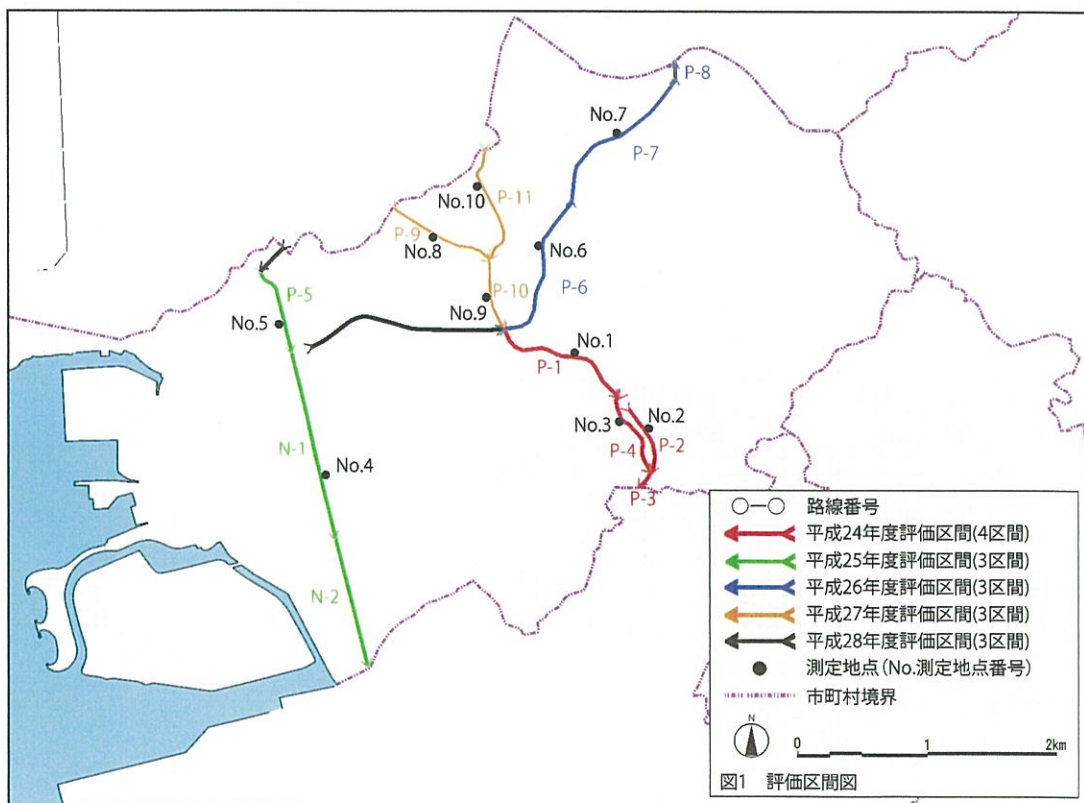 P-8
No.7
P-7
No.10
P-11
P-9
No.8
No.6
P-10
P-6
P-5
No.9
No.5
No.1
P-1
No.3
No.2
P-4
P-2
N-1
No.4
P-3
N-2
路線番号
平成24年度評価区間(4区間)
平成25年度評価区間(3区間)
平成26年度評価区間(3区間)
平成27年度評価区間(3区間)
平成28年度評価区間(3区間)
測定地点(No.測定地点番号)
市町村境界
N
0 1 2km
図1 評価区間図